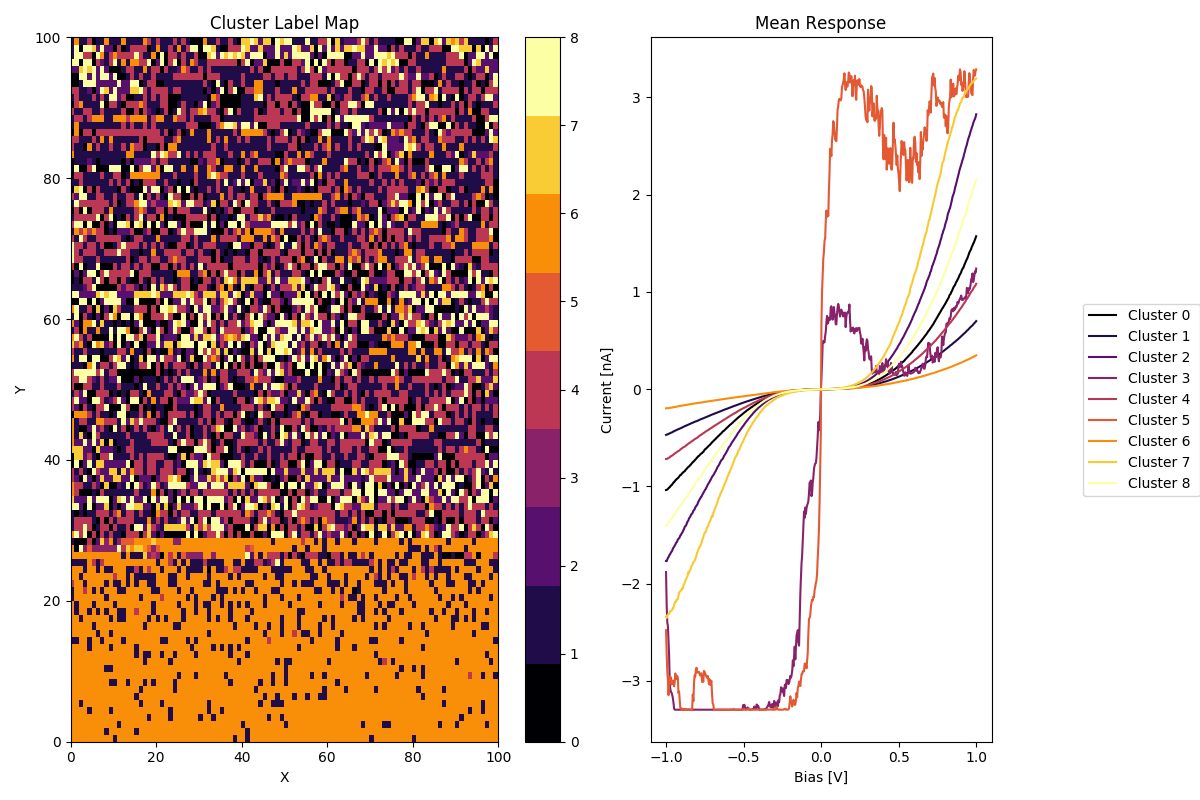 Cluster Label Map
100
80
60
40
20
0
Y
0
20
40
60
80
100
X
8
7
6
5
4
3
2
1
0
Mean Response
3
2
1
0
−1
−2
−3
Current [nA]
−1.0
−0.5
0.0
0.5
1.0
Bias [V]
Cluster 0
Cluster 1
Cluster 2
Cluster 3
Cluster 4
Cluster 5
Cluster 6
Cluster 7
Cluster 8